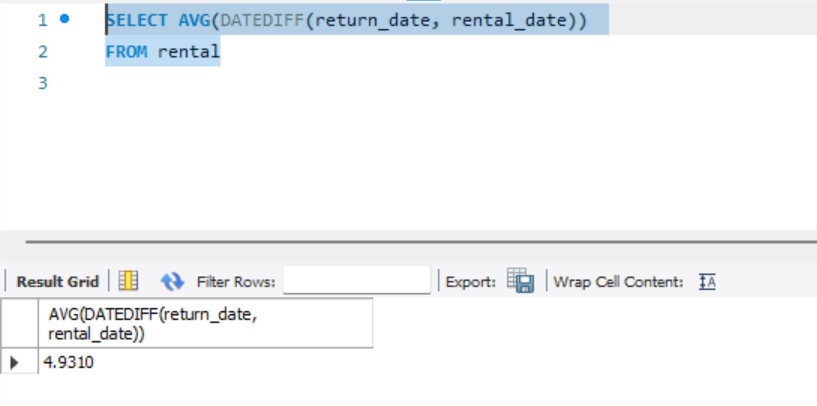 1 SELECT AVG(DATEDIFF(return_date, rental_date))
2 FROM rental
3
Result Grid Filter Rows: Export: Wrap Cell Content: IA
AVG(DATEDIFF(return_date,
rental_date))
4.9310